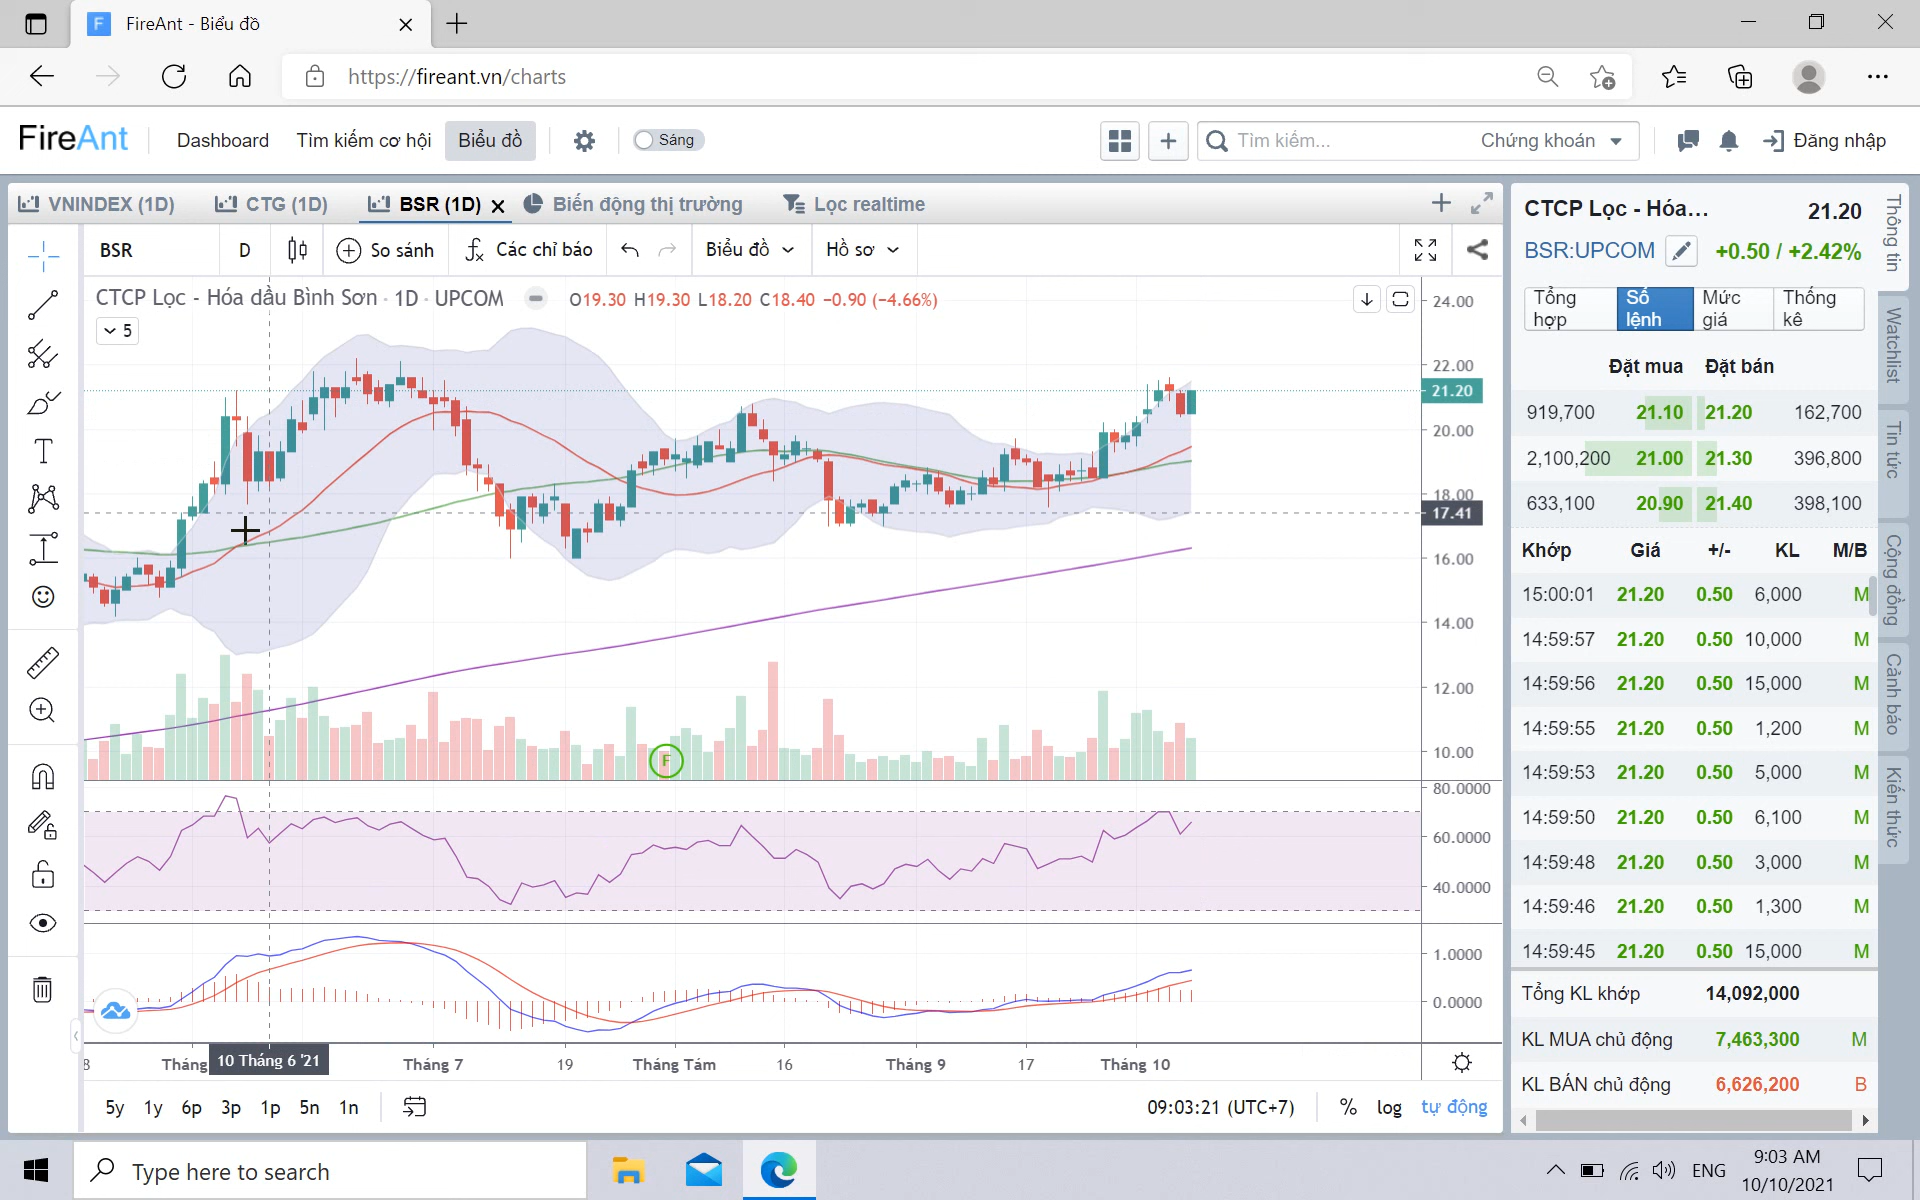 FireAnt - Biểu đồ
https://fireant.vn/charts
FireAnt Dashboard Tìm kiếm cơ hội Biểu đồ Sáng Tìm kiếm... Chứng khoán Đăng nhập
VNINDEX (1D) CTG (1D) BSR (1D) Biến động thị trường Lọc realtime
BSR D So sánh Các chỉ báo Biểu đồ Hồ sơ
CTCP Lọc - Hóa dầu Bình Sơn · 1D · UPCOM O19.30 H19.30 L18.20 C18.40 −0.90 (−4.66%)
5
24.00
22.00
21.20
20.00
18.00
17.41
16.00
14.00
12.00
10.00
F
80.0000
60.0000
40.0000
1.0000
0.0000
8 Tháng 10 Tháng 6 '21 Tháng 7 19 Tháng Tám 16 Tháng 9 17 Tháng 10
5y 1y 6p 3p 1p 5n 1n 09:03:21 (UTC+7) % log tự động
CTCP Lọc - Hóa... 21.20
BSR:UPCOM +0.50 / +2.42%
Tổng hợp Sổ lệnh Mức giá Thống kê
Đặt mua Đặt bán
919,700 21.10 21.20 162,700
2,100,200 21.00 21.30 396,800
633,100 20.90 21.40 398,100
Khớp Giá +/- KL M/B
15:00:01 21.20 0.50 6,000 M
14:59:57 21.20 0.50 10,000 M
14:59:56 21.20 0.50 15,000 M
14:59:55 21.20 0.50 1,200 M
14:59:53 21.20 0.50 5,000 M
14:59:50 21.20 0.50 6,100 M
14:59:48 21.20 0.50 3,000 M
14:59:46 21.20 0.50 1,300 M
14:59:45 21.20 0.50 15,000 M
Tổng KL khớp 14,092,000
KL MUA chủ động 7,463,300 M
KL BÁN chủ động 6,626,200 B
Thông tin
Watchlist
Tin tức
Cộng đồng
Cảnh báo
Kiến thức
Type here to search
ENG
9:03 AM
10/10/2021